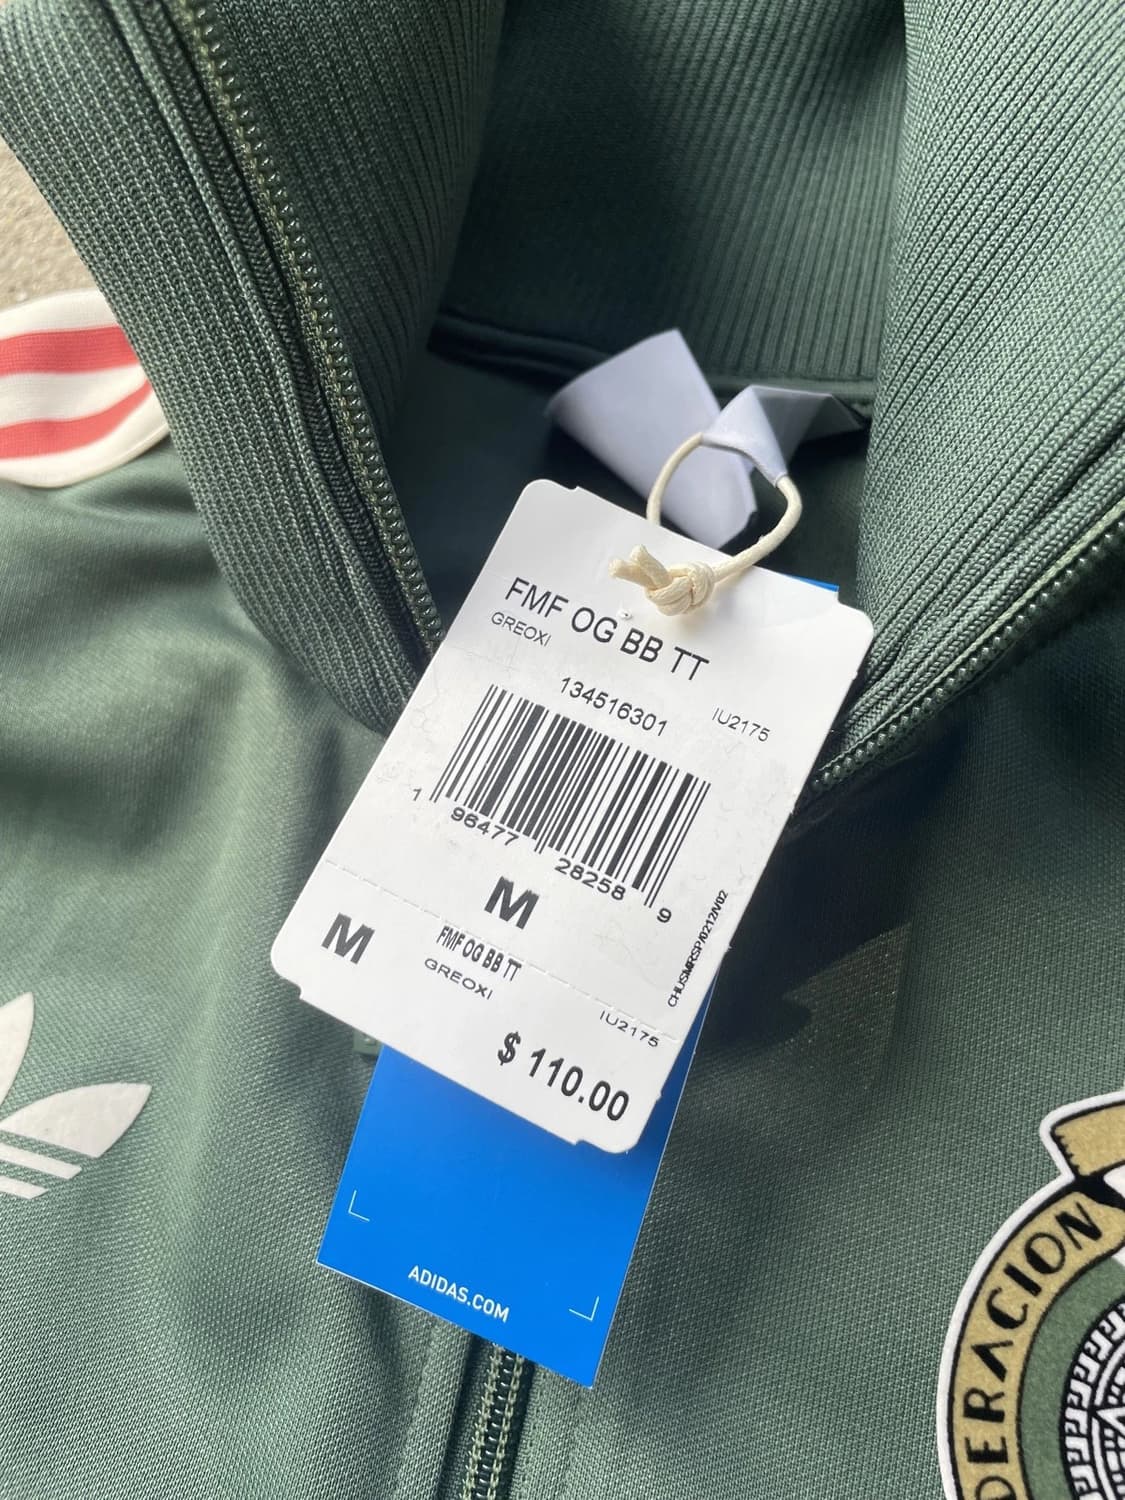 FMF OG BB TT
GREOXI
134516301
IU2175
1 96477 28258 9
M
M
FMF OG BB TT
GREOXI
IU2175
$ 110.00
ADIDAS.COM
DERACION